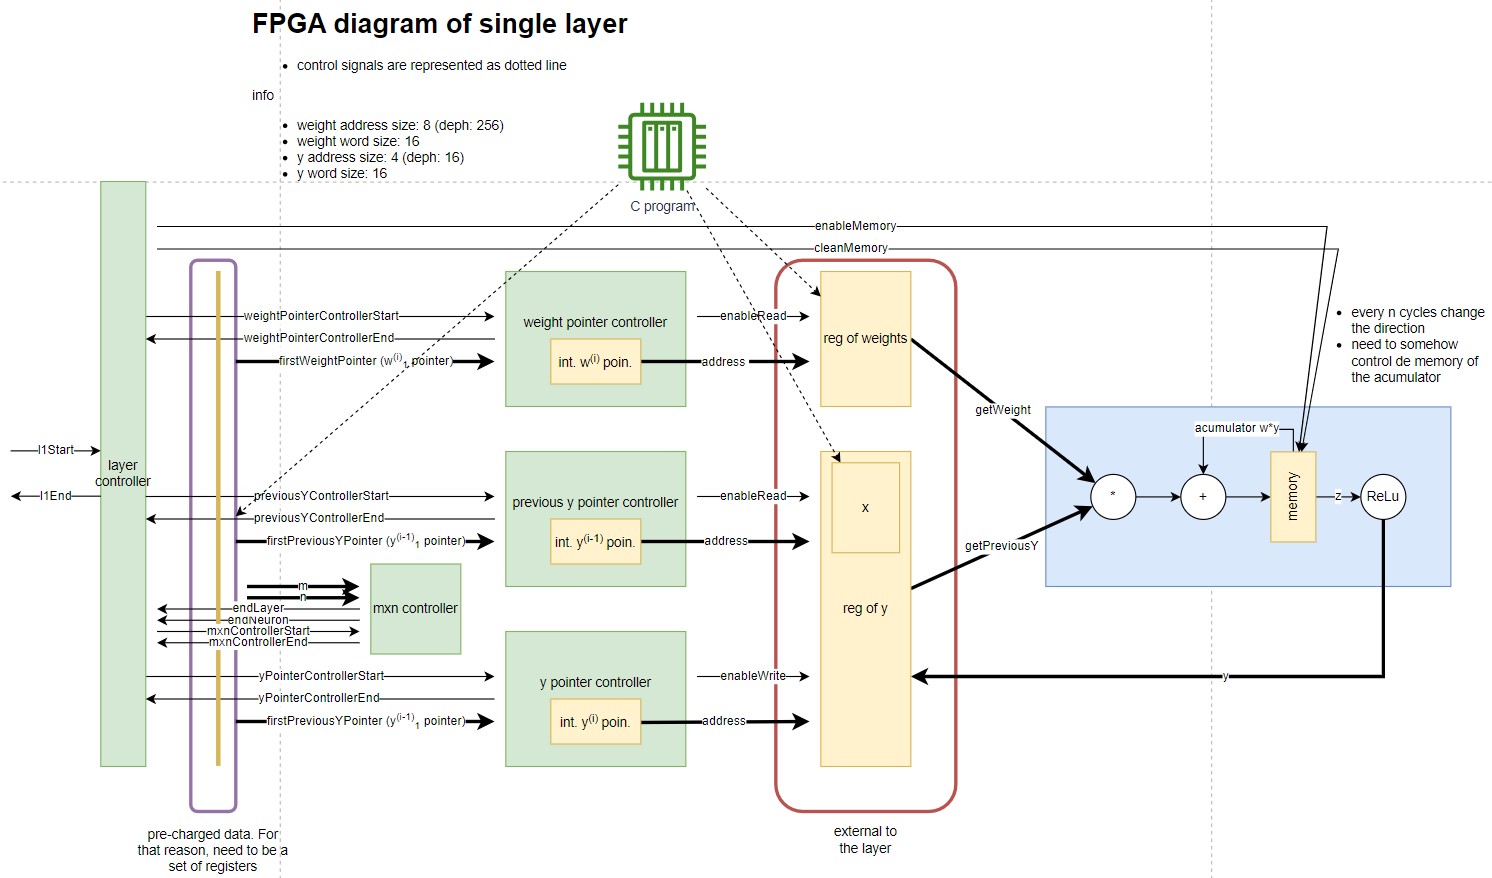 FPGA diagram of single layer
control signals are represented as dotted line
info
weight address size: 8 (deph: 256)
weight word size: 16
y address size: 4 (deph: 16)
y word size: 16
C program
enableMemory
cleanMemory
weightPointerControllerStart
weightPointerControllerEnd
firstWeightPointer (w(i)1 pointer)
weight pointer controller
int. w(i) poin.
enableRead
address
reg of weights
every n cycles change
the direction
need to somehow
control de memory of
the acumulator
getWeight
acumulator w*y
l1Start
l1End
layer
controller
previousYControllerStart
previousYControllerEnd
firstPreviousYPointer (y(i-1)1 pointer)
previous y pointer controller
int. y(i-1) poin.
enableRead
address
x
reg of y
getPreviousY
*
+
memory
z
ReLu
m
n
endLayer
endNeuron
mxnControllerStart
mxnControllerEnd
mxn controller
yPointerControllerStart
yPointerControllerEnd
firstPreviousYPointer (y(i-1)1 pointer)
y pointer controller
int. y(i) poin.
enableWrite
address
y
pre-charged data. For
that reason, need to be a
set of registers
external to
the layer